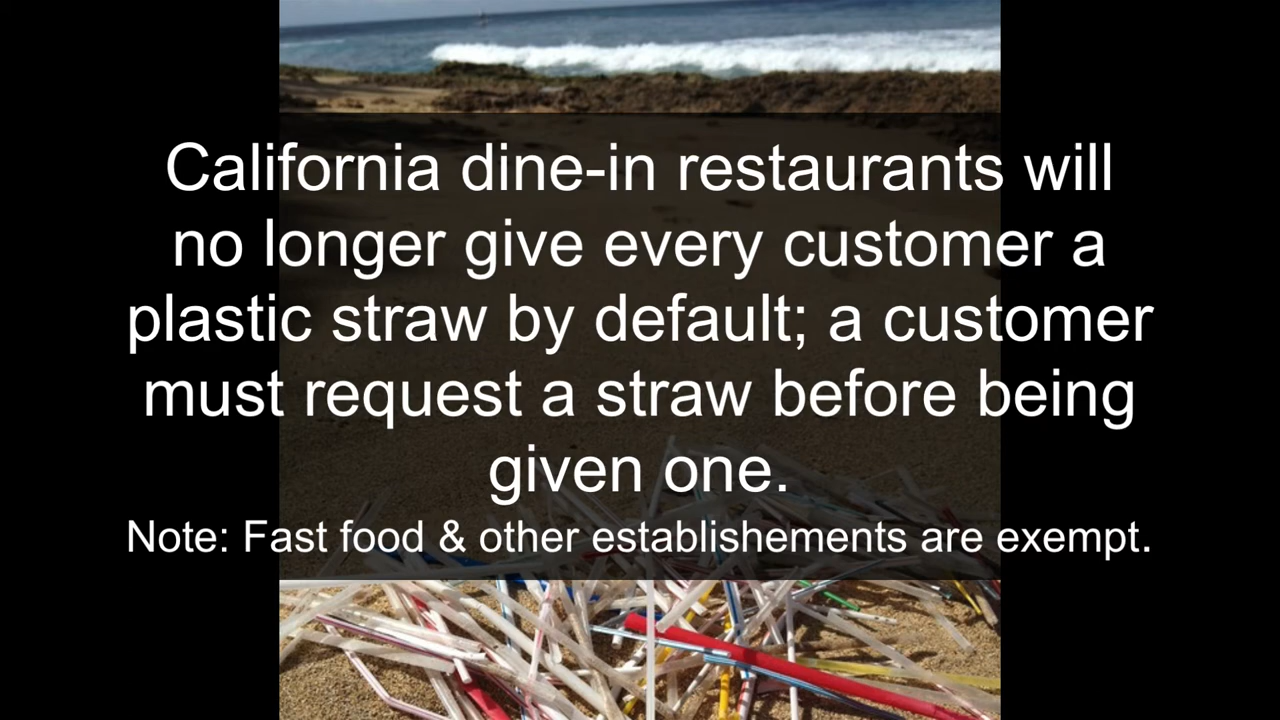 California dine-in restaurants will
no longer give every customer a
plastic straw by default; a customer
must request a straw before being
given one.
Note: Fast food & other establishements are exempt.